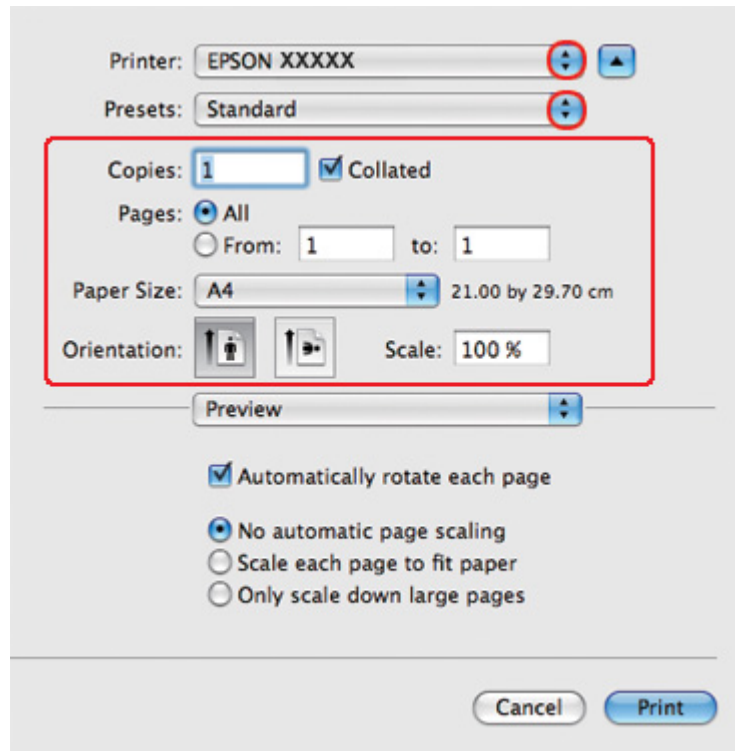 Printer: EPSON XXXXX
Presets: Standard
Copies: 1 Collated
Pages: All
From: 1 to: 1
Paper Size: A4 21.00 by 29.70 cm
Orientation: Scale: 100 %
Preview
Automatically rotate each page
No automatic page scaling
Scale each page to fit paper
Only scale down large pages
Cancel Print